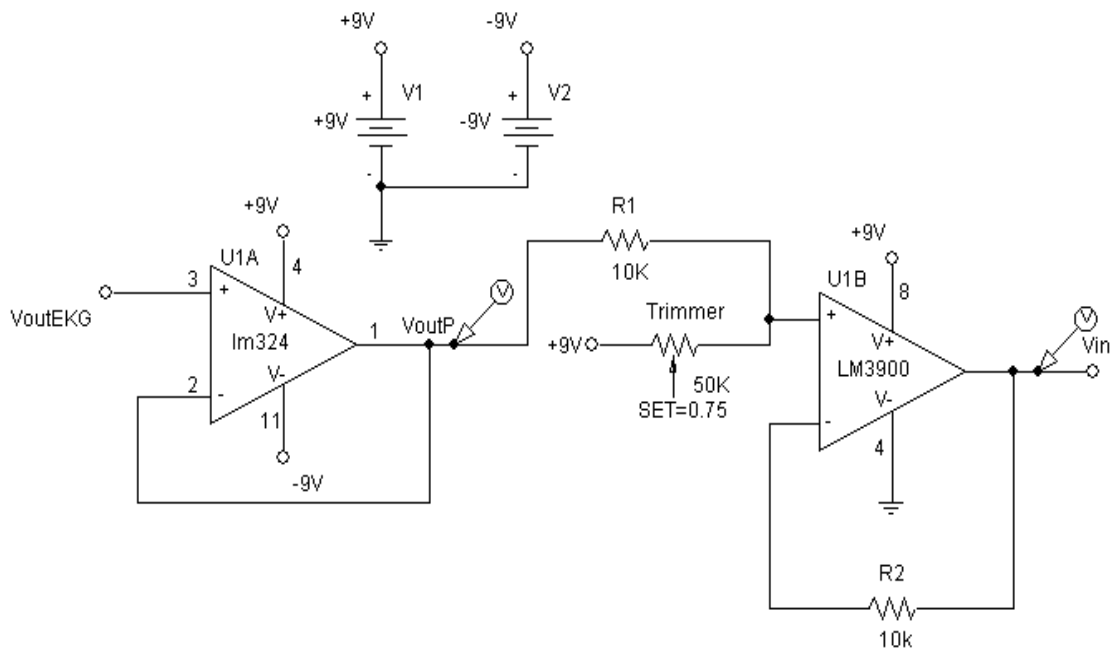 +9V
-9V
+
V1
+
V2
+9V
-9V
-
-
+9V
R1
10K
+9V
U1A
4
3
+
VoutEKG
V+
lm324
1
VoutP
V
V-
2
-
11
-9V
Trimmer
+9V
50K
SET=0.75
U1B
8
+
V+
LM3900
V
Vin
V-
-
4
R2
10k